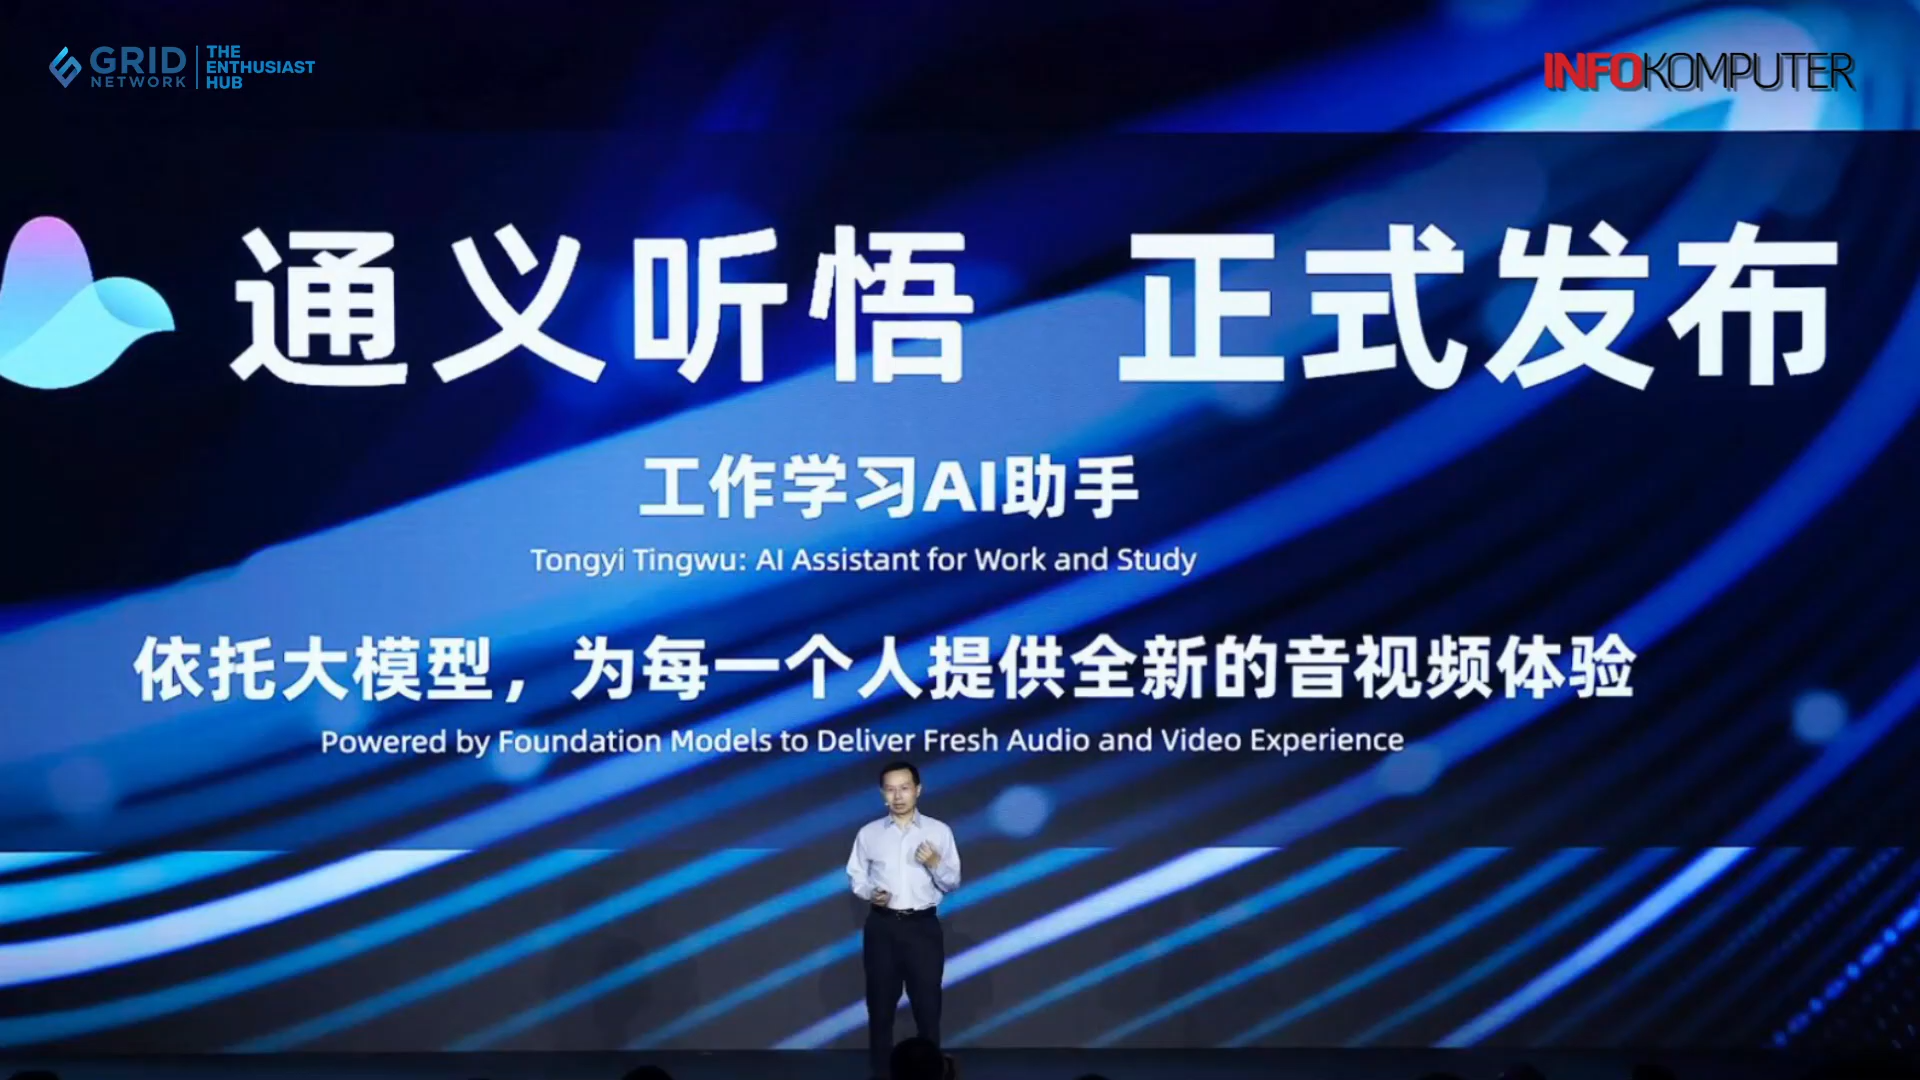 GRID NETWORK
THE ENTHUSIAST HUB
INFOKOMPUTER
通义听悟 正式发布
工作学习AI助手
Tongyi Tingwu: AI Assistant for Work and Study
依托大模型，为每一个人提供全新的音视频体验
Powered by Foundation Models to Deliver Fresh Audio and Video Experience